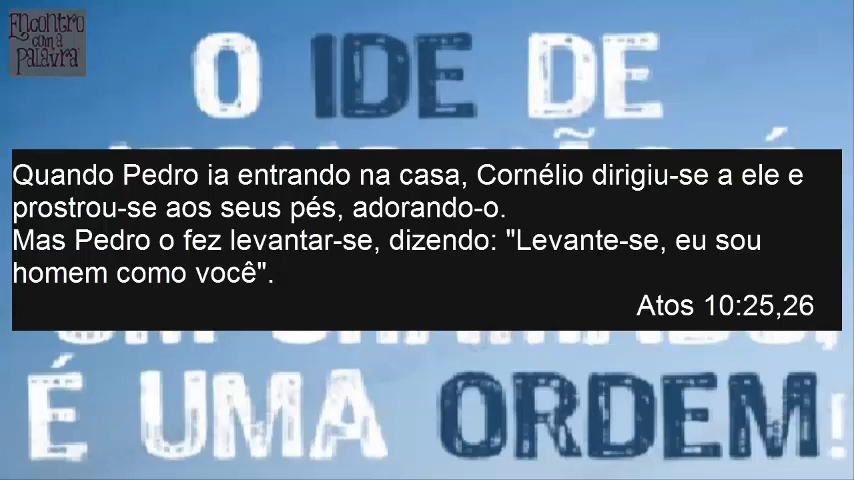 Encontro
com a
Palavra
O IDE DE
Quando Pedro ia entrando na casa, Cornélio dirigiu-se a ele e
prostrou-se aos seus pés, adorando-o.
Mas Pedro o fez levantar-se, dizendo: "Levante-se, eu sou
homem como você".
Atos 10:25,26
É UMA ORDEM!